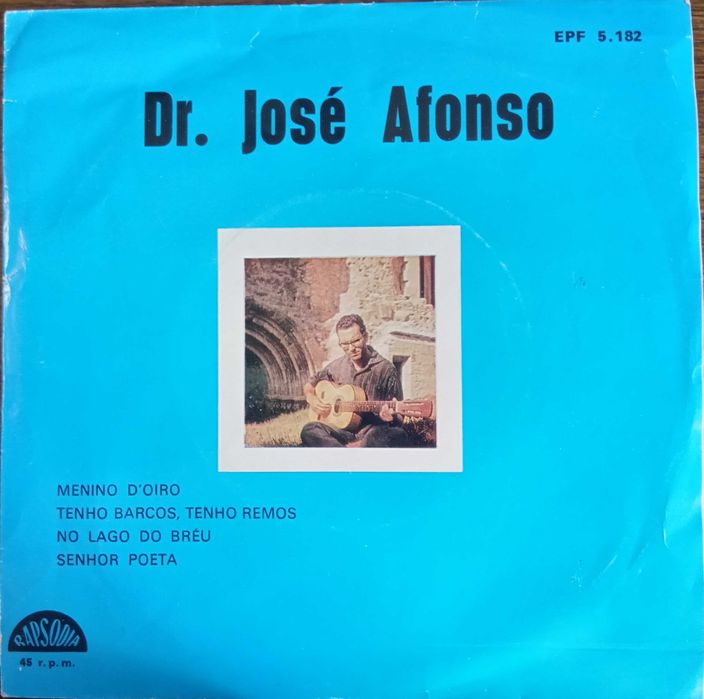 EPF 5.182
Dr. José Afonso
MENINO D'OIRO
TENHO BARCOS, TENHO REMOS
NO LAGO DO BRÉU
SENHOR POETA
RAPSÓDIA
45 r.p.m.